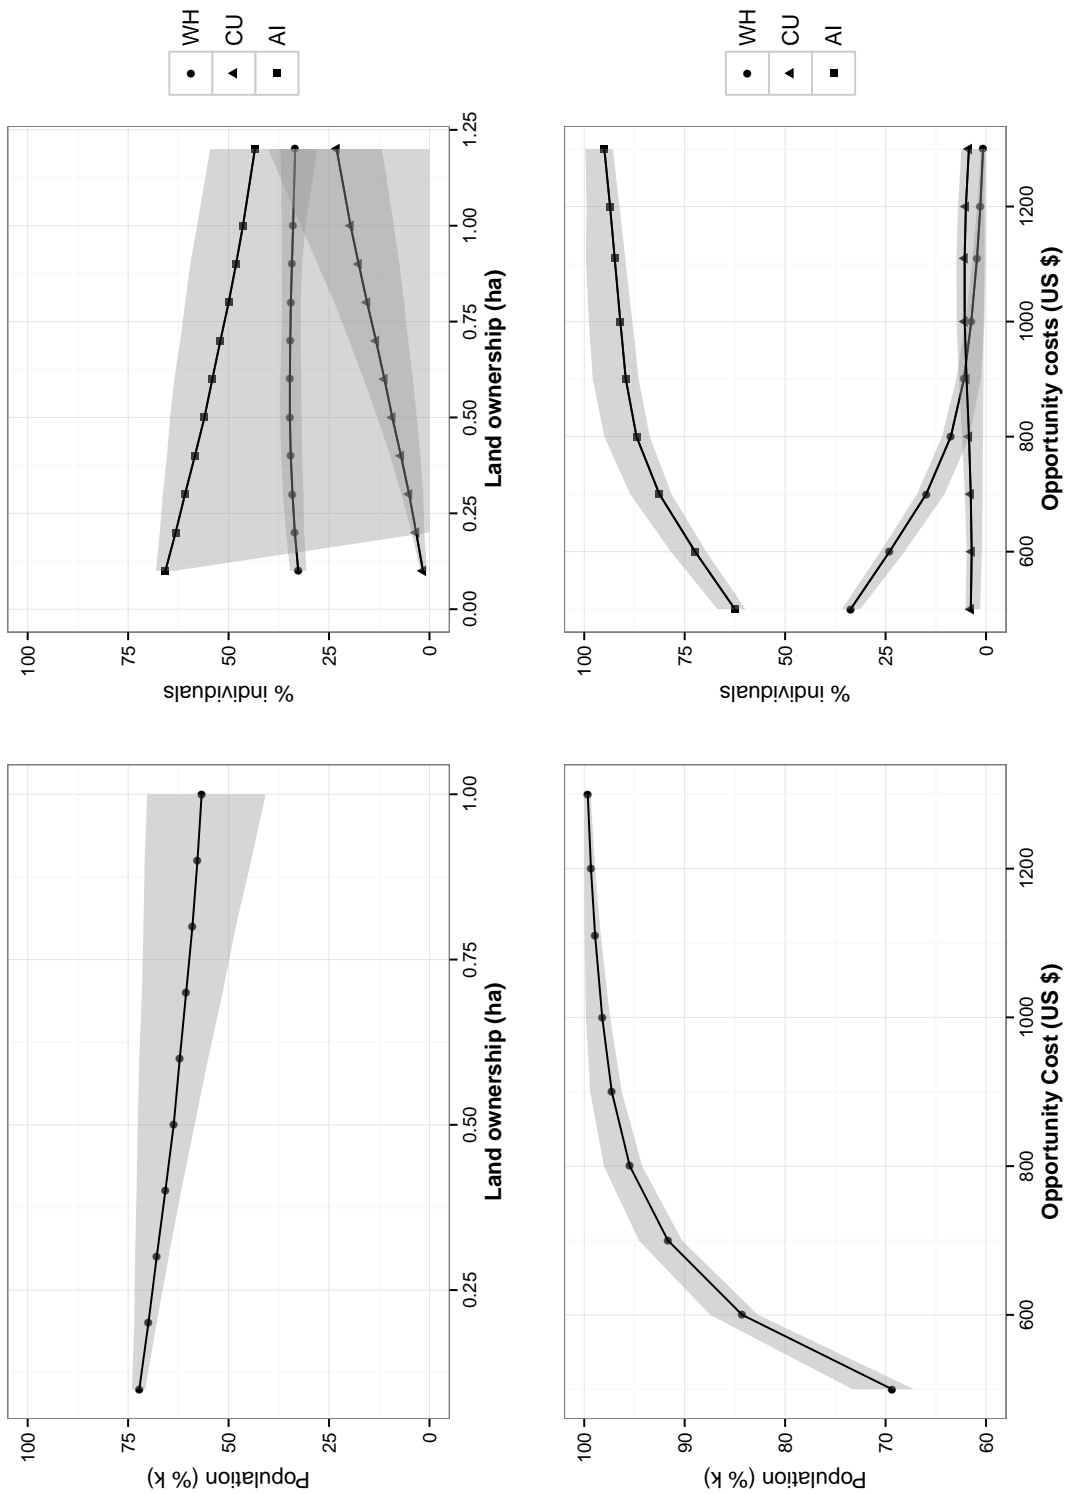 Population (% k)
100
75
50
25
0
0.25
0.50
0.75
1.00
Land ownership (ha)
% individuals
100
75
50
25
0
0.00
0.25
0.50
0.75
1.00
1.25
Land ownership (ha)
WH
CU
AI
Population (% k)
100
90
80
70
60
600
800
1000
1200
Opportunity Cost (US $)
% individuals
100
75
50
25
0
600
800
1000
1200
Opportunity costs (US $)
WH
CU
AI